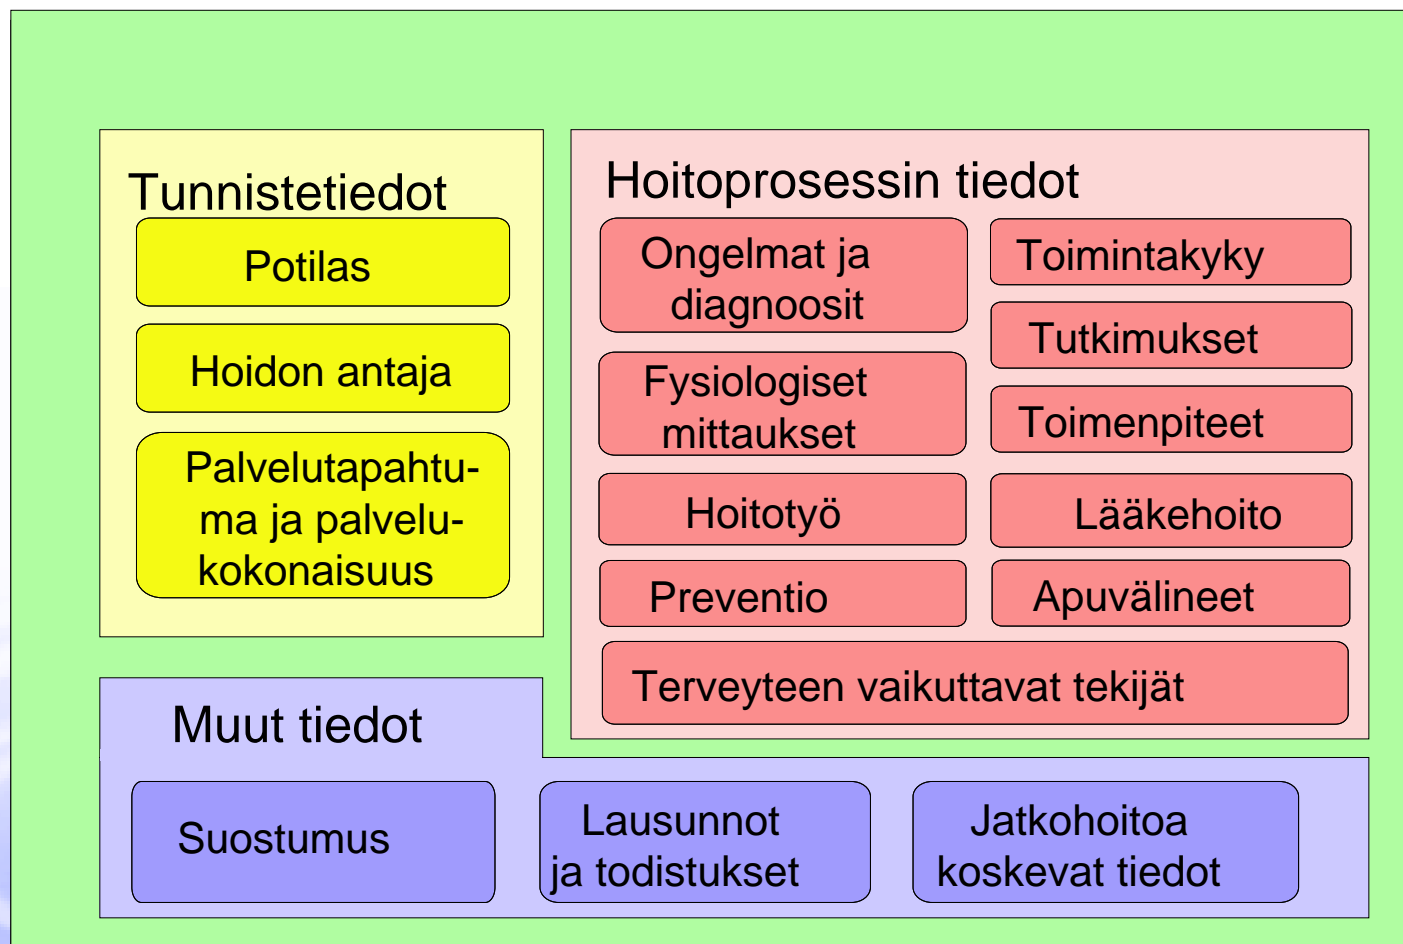 Tunnistetiedot
Potilas
Hoidon antaja
Palvelutapahtu-
ma ja palvelu-
kokonaisuus
Hoitoprosessin tiedot
Ongelmat ja
diagnoosit
Fysiologiset
mittaukset
Hoitotyö
Preventio
Toimintakyky
Tutkimukset
Toimenpiteet
Lääkehoito
Apuvälineet
Terveyteen vaikuttavat tekijät
Muut tiedot
Suostumus
Lausunnot
ja todistukset
Jatkohoitoa
koskevat tiedot